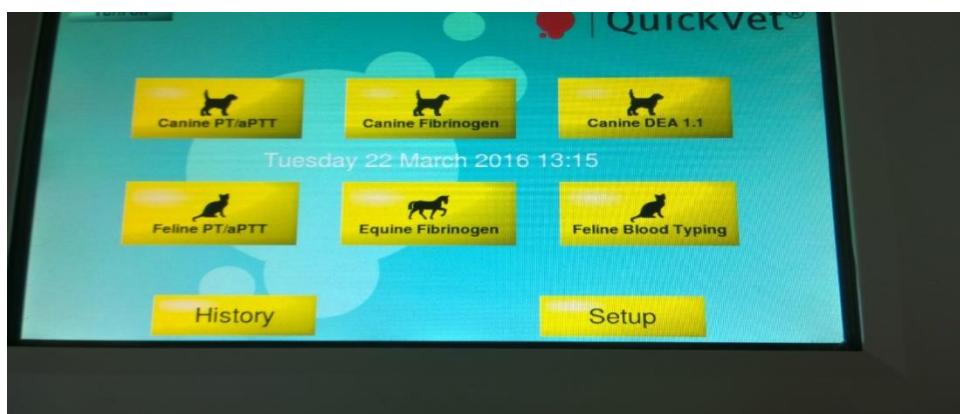 QuickVet®
Canine PT/aPTT
Canine Fibrinogen
Canine DEA 1.1
Tuesday 22 March 2016 13:15
Feline PT/aPTT
Equine Fibrinogen
Feline Blood Typing
History
Setup